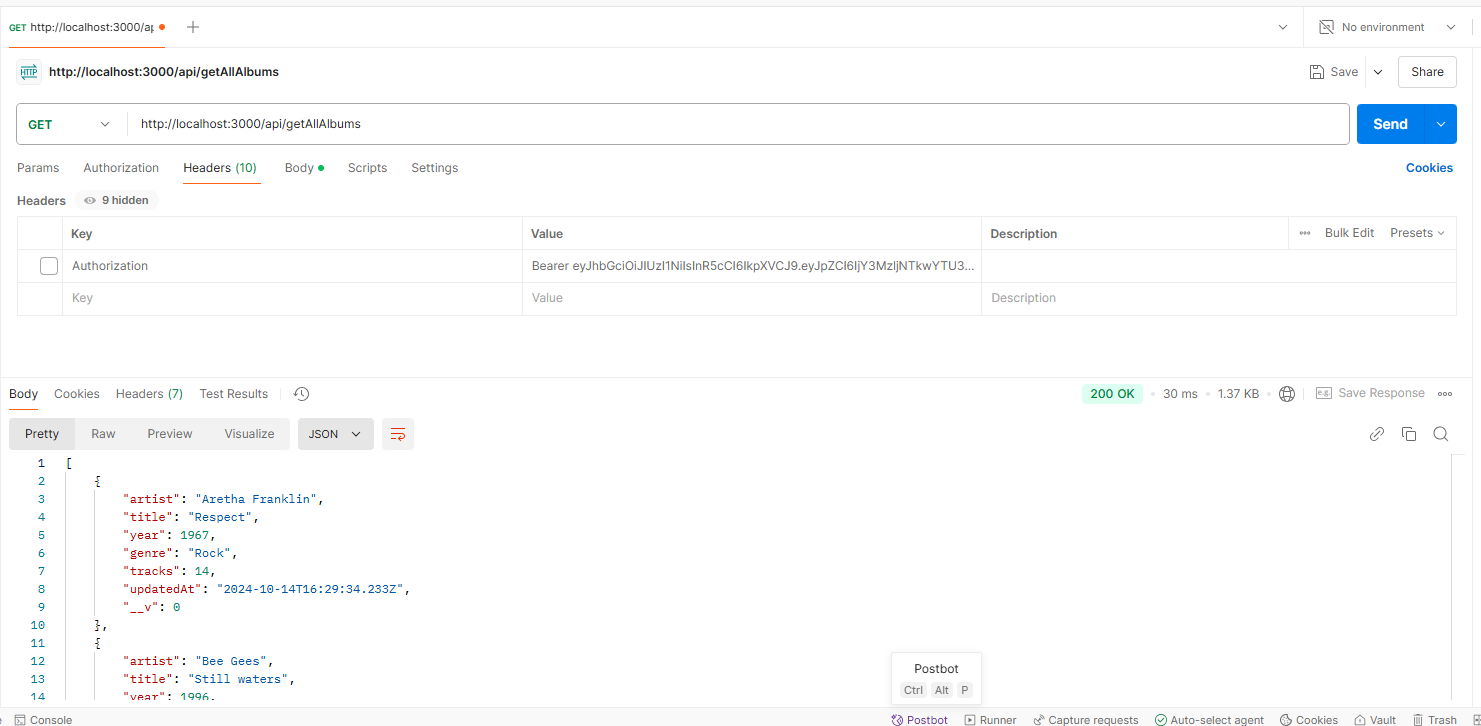 GET http://localhost:3000/ap
No environment
HTTP http://localhost:3000/api/getAllAlbums
Save
Share
GET http://localhost:3000/api/getAllAlbums
Send
Params Authorization Headers (10) Body Scripts Settings Cookies
Headers 9 hidden
Key Value Description Bulk Edit Presets
Authorization Bearer eyJhbGciOiJIUzI1NiIsInR5cCI6IkpXVCJ9.eyJpZCI6IjY3MzljNTkwYTU3...
Key Value Description
Body Cookies Headers (7) Test Results 200 OK 30 ms 1.37 KB e.g. Save Response
Pretty Raw Preview Visualize JSON
1 [
2 {
3 "artist": "Aretha Franklin",
4 "title": "Respect",
5 "year": 1967,
6 "genre": "Rock",
7 "tracks": 14,
8 "updatedAt": "2024-10-14T16:29:34.233Z",
9 "__v": 0
10 },
11 {
12 "artist": "Bee Gees",
13 "title": "Still waters",
14 "year": 1996,
Postbot
Ctrl Alt P
Console Postbot Runner Capture requests Auto-select agent Cookies Vault Trash